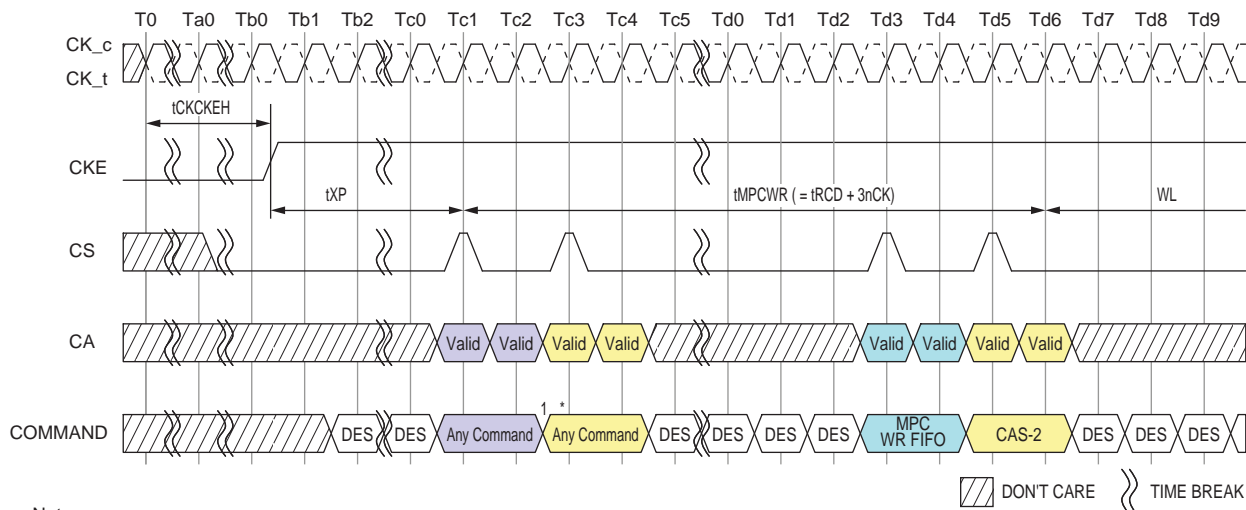 T0 Ta0 Tb0 Tb1 Tb2 Tc0 Tc1 Tc2 Tc3 Tc4 Tc5 Td0 Td1 Td2 Td3 Td4 Td5 Td6 Td7 Td8 Td9
CK_c
CK_t
tCKCKEH
CKE
tXP tMPCWR ( = tRCD + 3nCK) WL
CS
CA Valid Valid Valid Valid Valid Valid Valid Valid
1 *
COMMAND DES DES Any Command Any Command DES DES DES DES MPC WR FIFO CAS-2 DES DES DES
DON'T CARE TIME BREAK